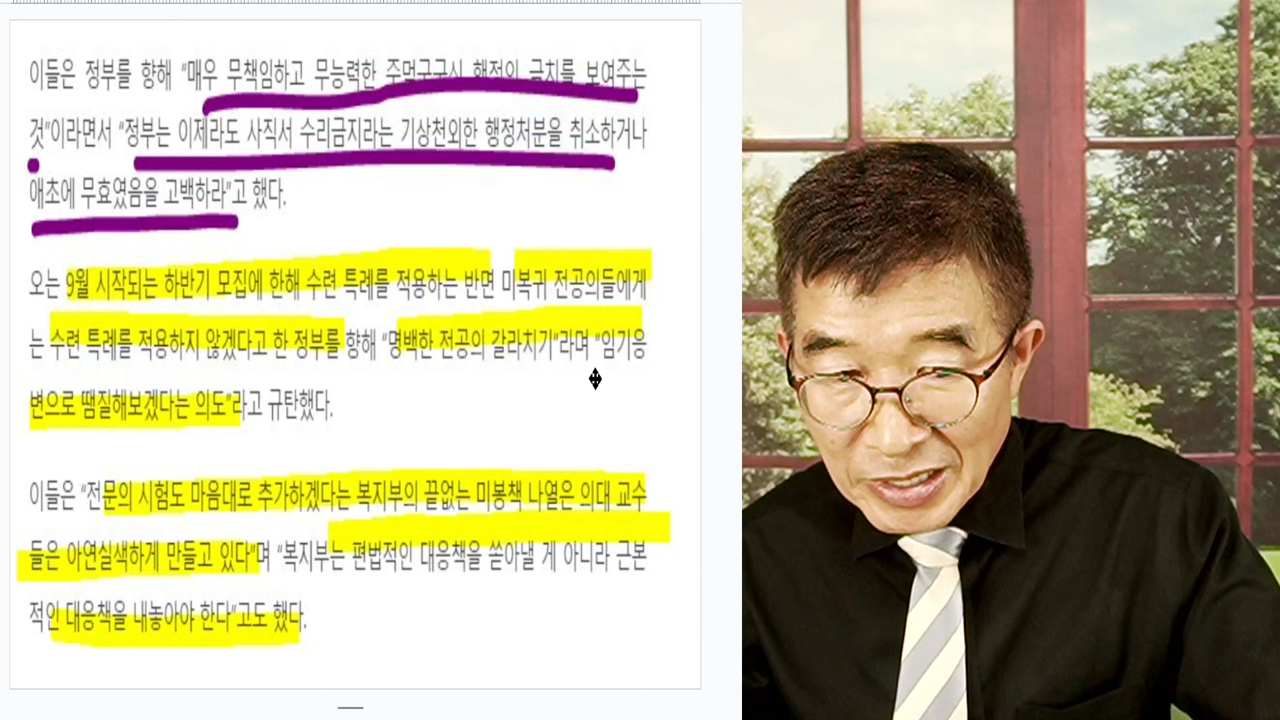 이들은 정부를 향해 “매우 무책임하고 무능력한 주먹구구식 행정의 극치를 보여주는
것”이라면서 “정부는 이제라도 사직서 수리금지라는 기상천외한 행정처분을 취소하거나
애초에 무효였음을 고백하라”고 했다.
오는 9월 시작되는 하반기 모집에 한해 수련 특례를 적용하는 반면 미복귀 전공의들에게
는 수련 특례를 적용하지 않겠다고 한 정부를 향해 “명백한 전공의 갈라치기”라며 “임기응
변으로 땜질해보겠다는 의도”라고 규탄했다.
이들은 “전문의 시험도 마음대로 추가하겠다는 복지부의 끝없는 미봉책 나열은 의대 교수
들은 아연실색하게 만들고 있다”며 “복지부는 편법적인 대응책을 쏟아낼 게 아니라 근본
적인 대응책을 내놓아야 한다”고도 했다.